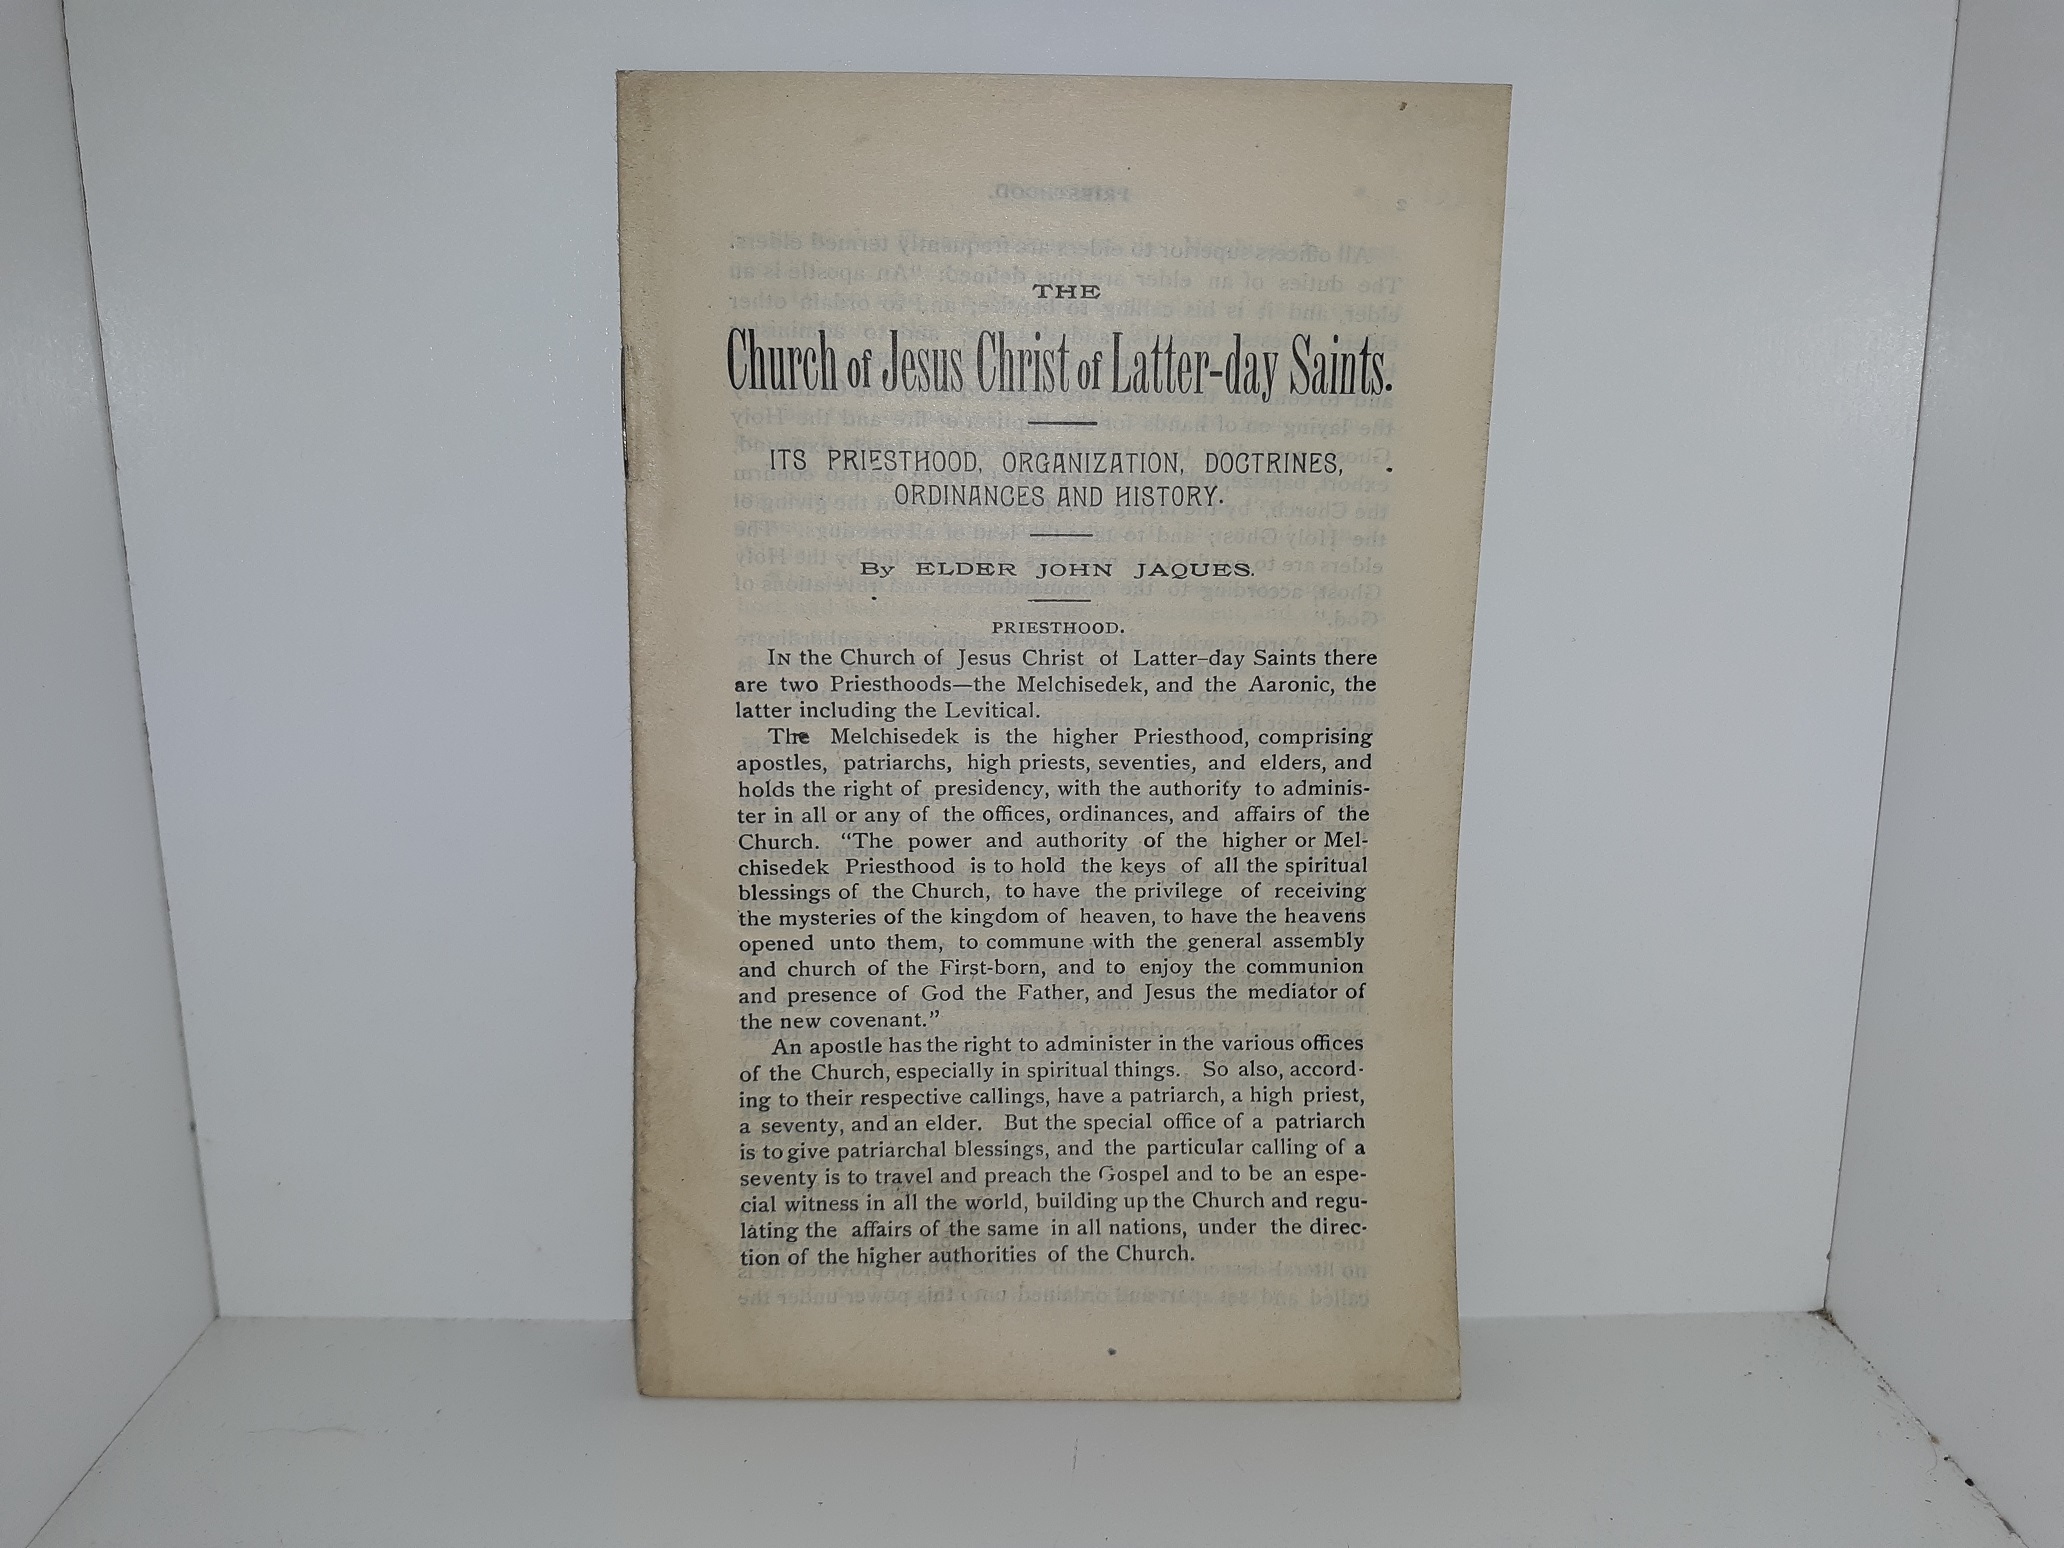 THE
Church of Jesus Christ of Latter-day Saints.
ITS PRIESTHOOD, ORGANIZATION, DOCTRINES,
ORDINANCES AND HISTORY.
By ELDER JOHN JAQUES.
PRIESTHOOD.
IN the Church of Jesus Christ of Latter-day Saints there
are two Priesthoods—the Melchisedek, and the Aaronic, the
latter including the Levitical.
The Melchisedek is the higher Priesthood, comprising
apostles, patriarchs, high priests, seventies, and elders, and
holds the right of presidency, with the authority to adminis-
ter in all or any of the offices, ordinances, and affairs of the
Church. “The power and authority of the higher or Mel-
chisedek Priesthood is to hold the keys of all the spiritual
blessings of the Church, to have the privilege of receiving
the mysteries of the kingdom of heaven, to have the heavens
opened unto them, to commune with the general assembly
and church of the First-born, and to enjoy the communion
and presence of God the Father, and Jesus the mediator of
the new covenant.”
An apostle has the right to administer in the various offices
of the Church, especially in spiritual things. So also, accord-
ing to their respective callings, have a patriarch, a high priest,
a seventy, and an elder. But the special office of a patriarch
is to give patriarchal blessings, and the particular calling of a
seventy is to travel and preach the Gospel and to be an espe-
cial witness in all the world, building up the Church and regu-
lating the affairs of the same in all nations, under the direc-
tion of the higher authorities of the Church.